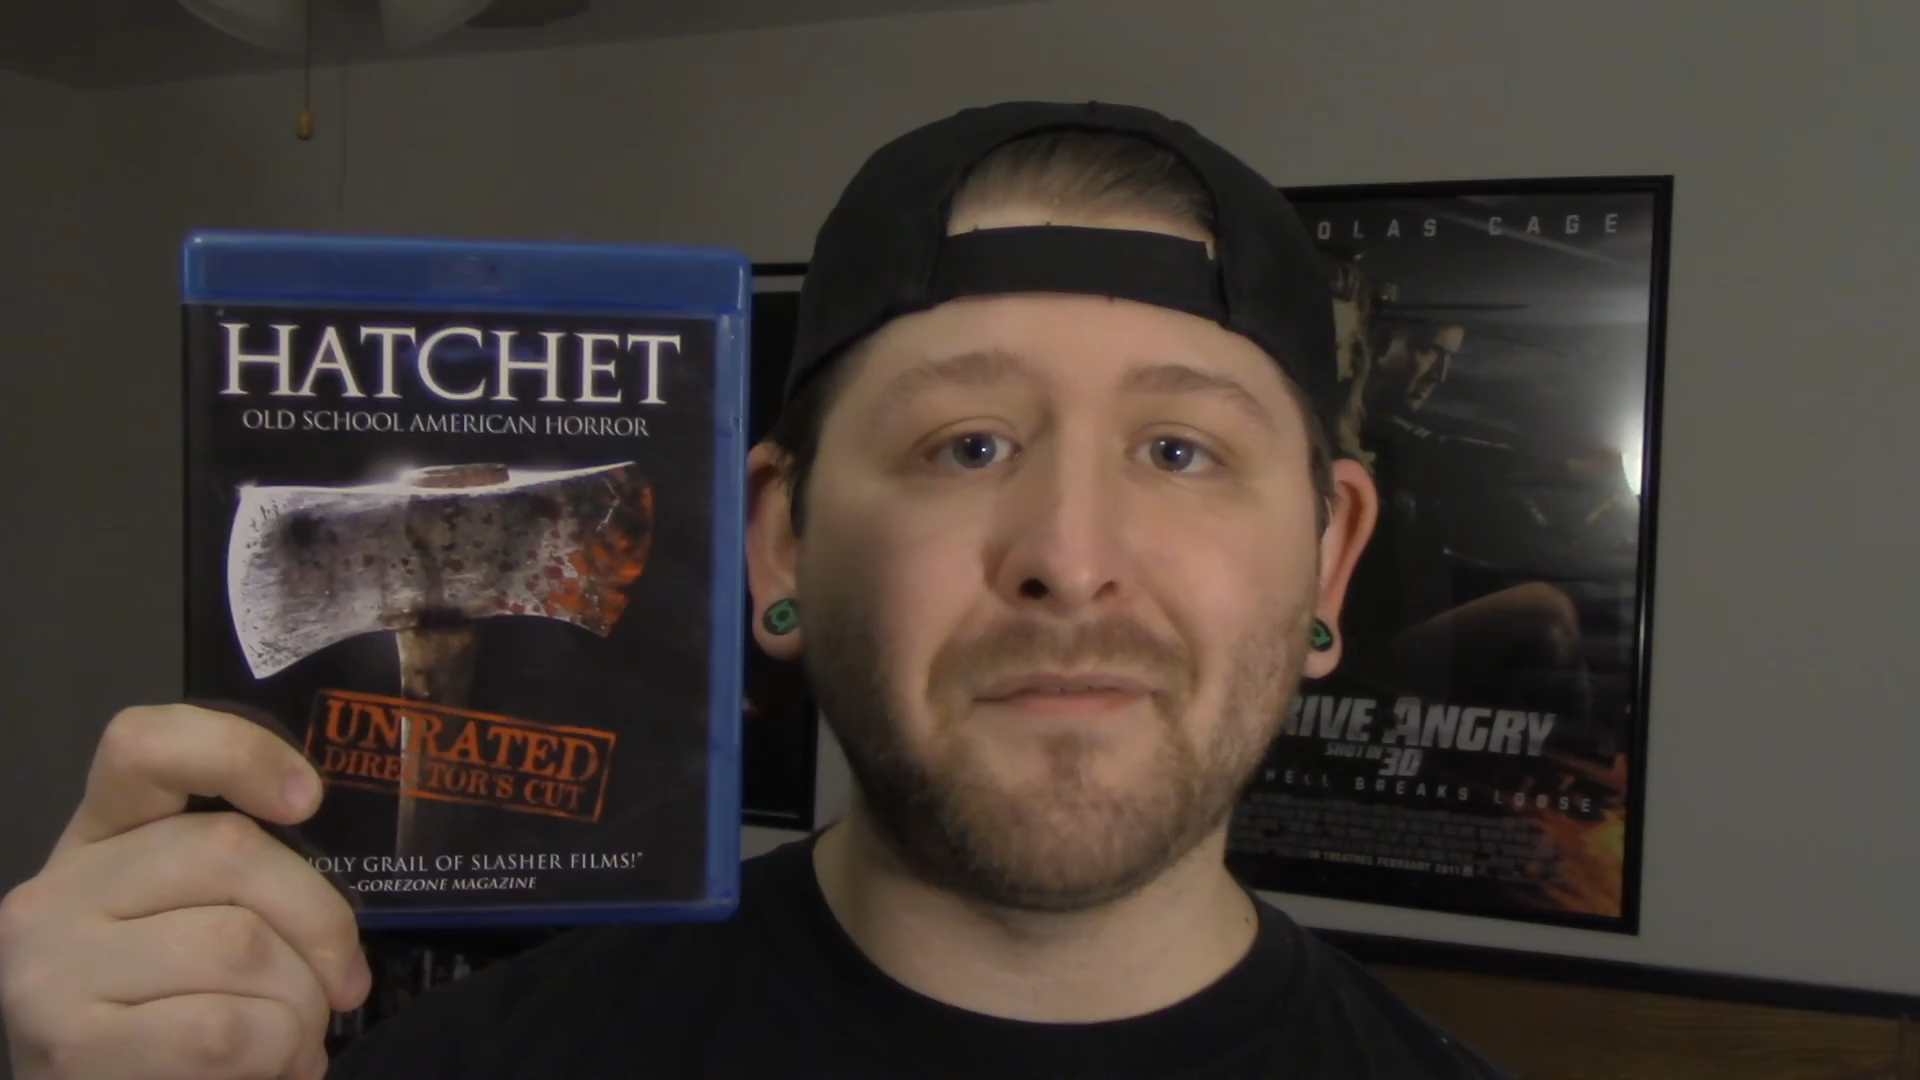 HATCHET
OLD SCHOOL AMERICAN HORROR
UNRATED
DIRECTOR'S CUT
OLY GRAIL OF SLASHER FILMS!"
-GOREZONE MAGAZINE
OLAS CAGE
RIVE ANGRY
SHOT IN
3D
HELL BREAKS LOOSE
IN THEATRES FEBRUARY 2011